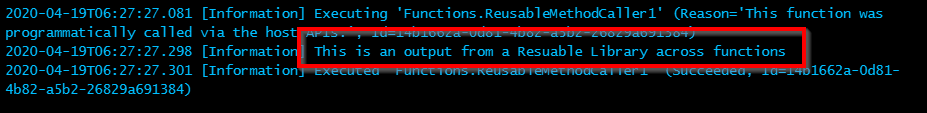 2020-04-19T06:27:27.081 [Information] Executing 'Functions.ReusableMethodCaller1' (Reason='This function was
programmatically called via the host APIs.', Id=14b1662a-0d81-4b82-a5b2-26829a691384)
2020-04-19T06:27:27.298 [Information] This is an output from a Resuable Library across functions
2020-04-19T06:27:27.301 [Information] Executed 'Functions.ReusableMethodCaller1' (Succeeded, Id=14b1662a-0d81-
4b82-a5b2-26829a691384)